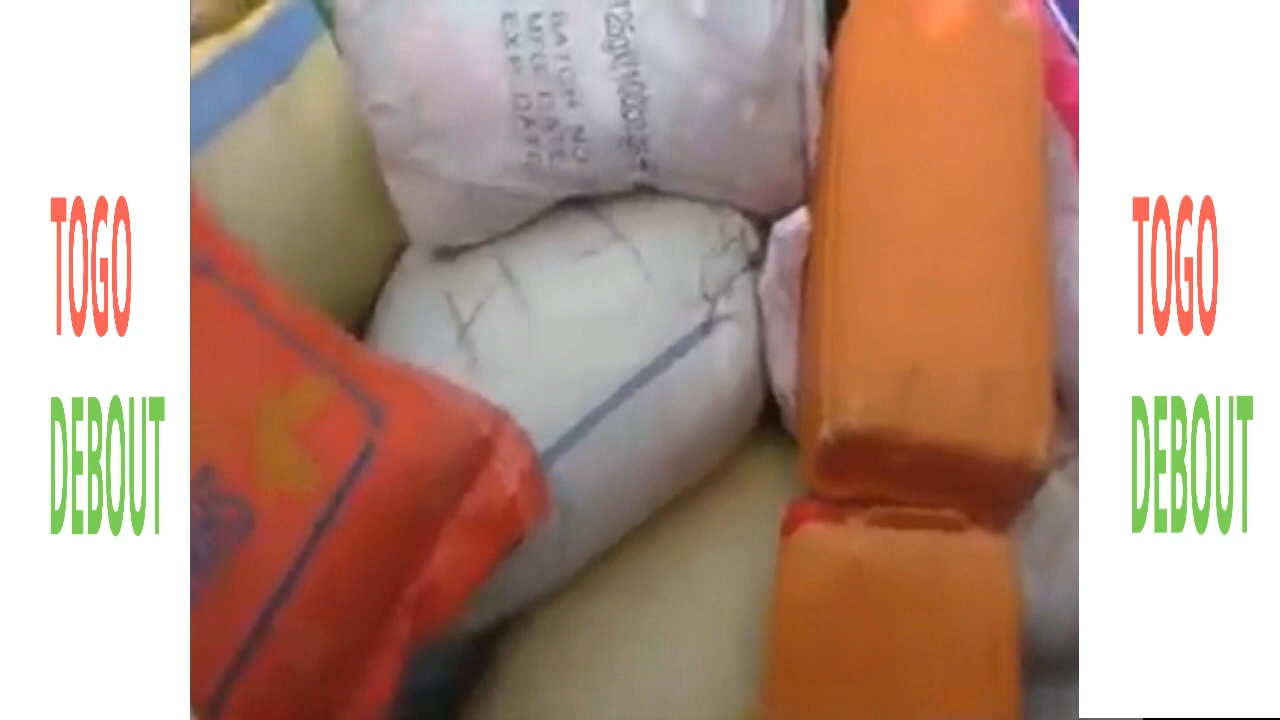 TOGO
DEBOUT
BATCH NO
MFG DATE
EXP DATE
TOGO
DEBOUT